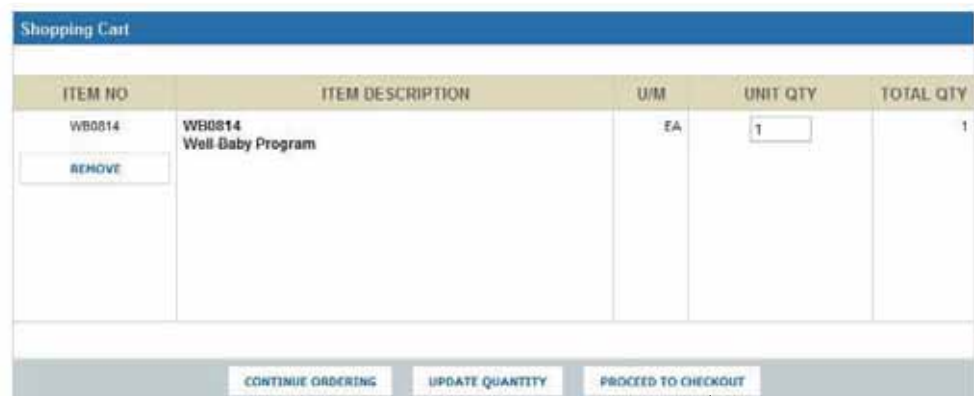 Shopping Cart
ITEM NO ITEM DESCRIPTION U/M UNIT QTY TOTAL QTY
WB0814 WB0814 EA 1 1
Well-Baby Program
REMOVE
CONTINUE ORDERING UPDATE QUANTITY PROCEED TO CHECKOUT